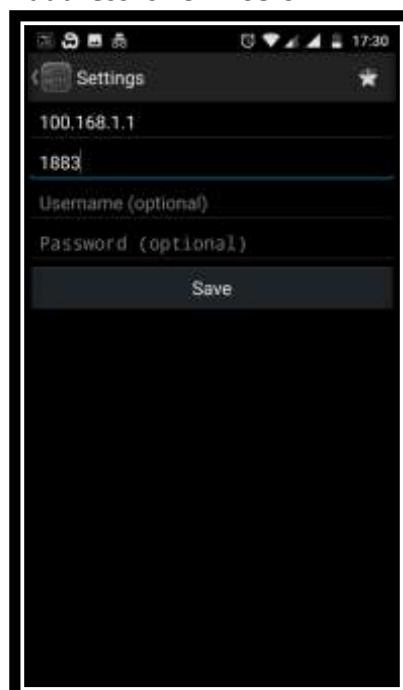 17:30
Settings
100.168.1.1
1883
Username (optional)
Password (optional)
Save